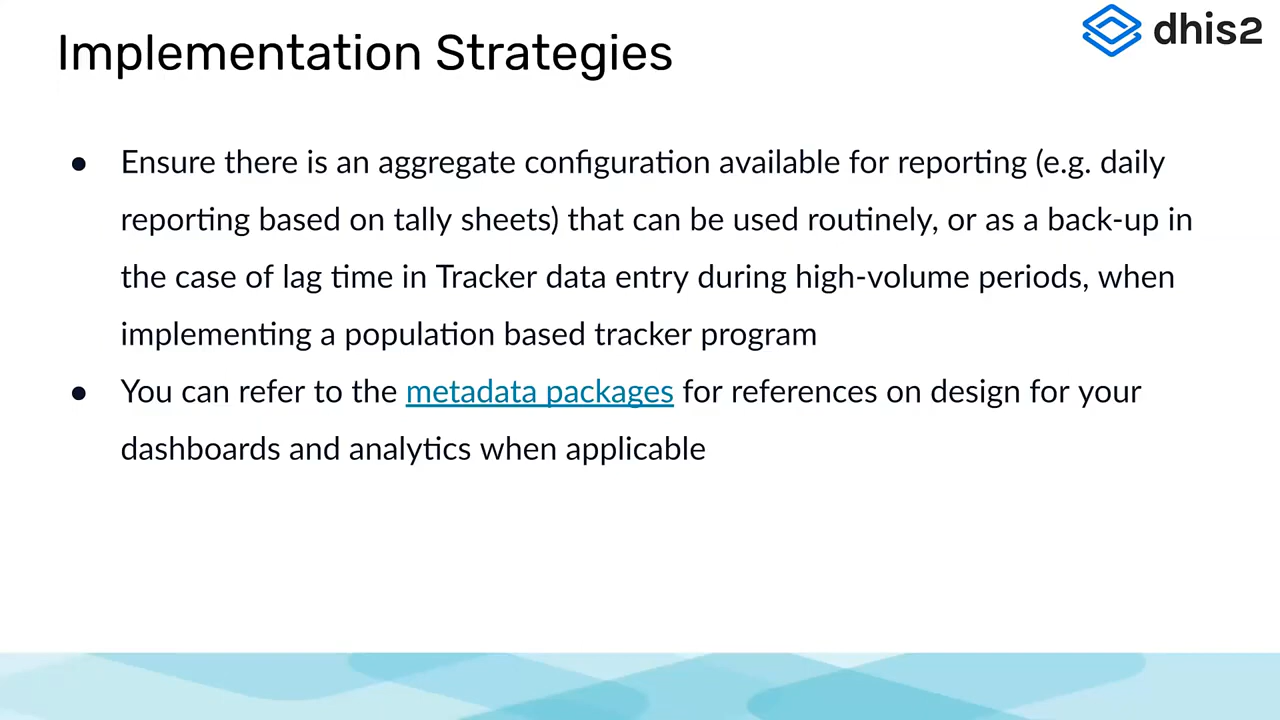 Implementation Strategies
dhis2
● Ensure there is an aggregate configuration available for reporting (e.g. daily
reporting based on tally sheets) that can be used routinely, or as a back-up in
the case of lag time in Tracker data entry during high-volume periods, when
implementing a population based tracker program
● You can refer to the metadata packages for references on design for your
dashboards and analytics when applicable